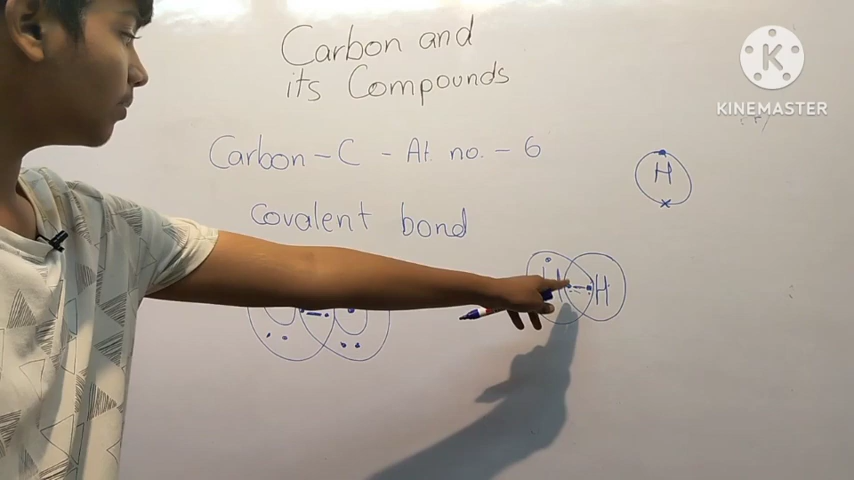 Carbon and
its Compounds
K
KINEMASTER
Carbon - C - At. no. - 6
H
Covalent bond
H - H